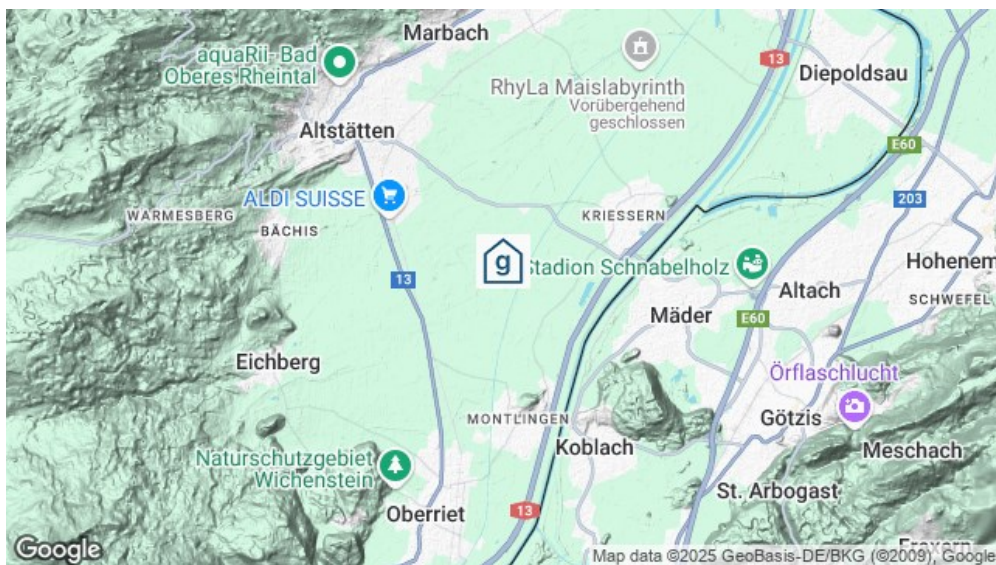 Marbach
aquaRii- Bad
Oberes Rheintal
RhyLa Maislabyrinth
Vorübergehend
geschlossen
13
Diepoldsau
Altstätten
E60
ALDI SUISSE
203
WARMESBERG
BÄCHIS
KRIESSERN
g
Stadion Schnabelholz
Hohenem
13
Altach
SCHWEFEL
Mäder
E60
Eichberg
Örflaschlucht
MONTLINGEN
Götzis
Koblach
Meschach
Naturschutzgebiet
Wichenstein
St. Arbogast
Oberriet
13
Google
Map data ©2025 GeoBasis-DE/BKG (©2009), Google